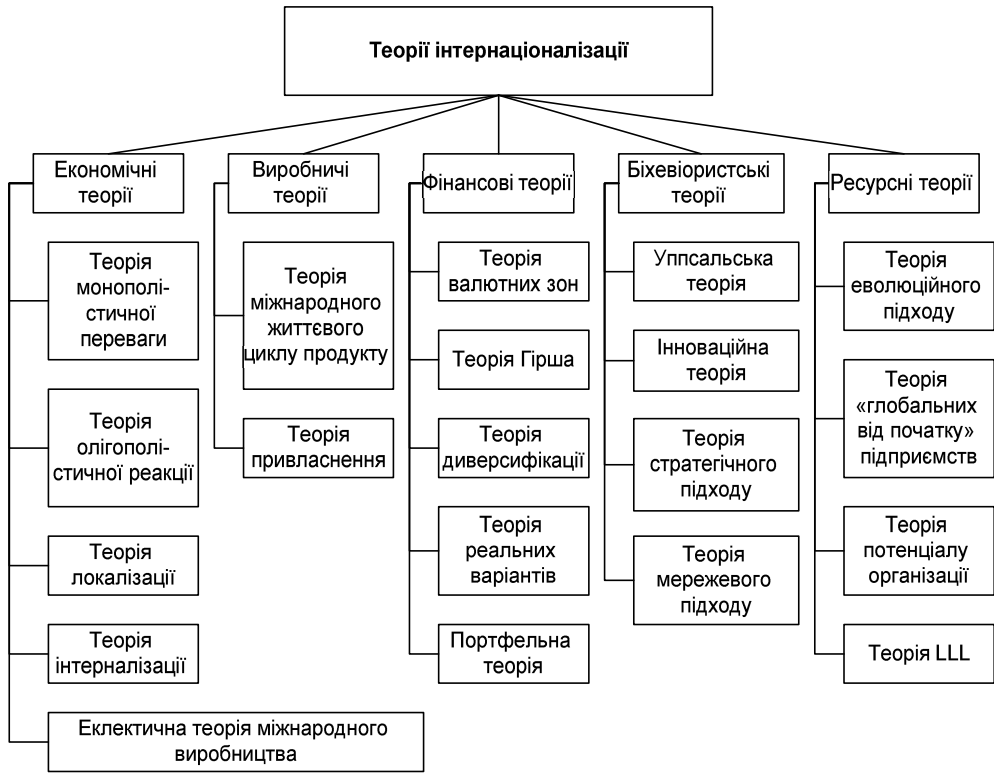 Теорії інтернаціоналізації
Економічні
теорії
Теорія
монополі-
стичної
переваги
Теорія
олігополі-
стичної реакції
Теорія
локалізації
Теорія
інтерналізації
Еклектична теорія міжнародного
виробництва
Виробничі
теорії
Теорія
міжнародного
життєвого
циклу продукту
Теорія
привласнення
Фінансові теорії
Теорія
валютних зон
Теорія Гірша
Теорія
диверсифікації
Теорія
реальних
варіантів
Портфельна
теорія
Біхевіористські
теорії
Уппсальська
теорія
Інноваційна
теорія
Теорія
стратегічного
підходу
Теорія
мережевого
підходу
Ресурсні теорії
Теорія
еволюційного
підходу
Теорія
«глобальних
від початку»
підприємств
Теорія
потенціалу
організації
Теорія LLL